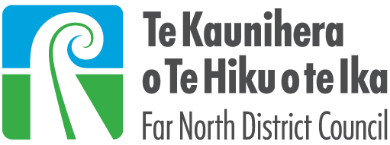 Te Kaunihera
o Te Hiku o te Ika
Far North District Council